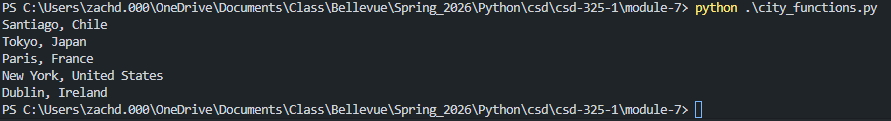 PS C:\Users\zachd.000\OneDrive\Documents\Class\Bellevue\Spring_2026\Python\csd\csd-325-1\module-7> python .\city_functions.py
Santiago, Chile
Tokyo, Japan
Paris, France
New York, United States
Dublin, Ireland
PS C:\Users\zachd.000\OneDrive\Documents\Class\Bellevue\Spring_2026\Python\csd\csd-325-1\module-7>